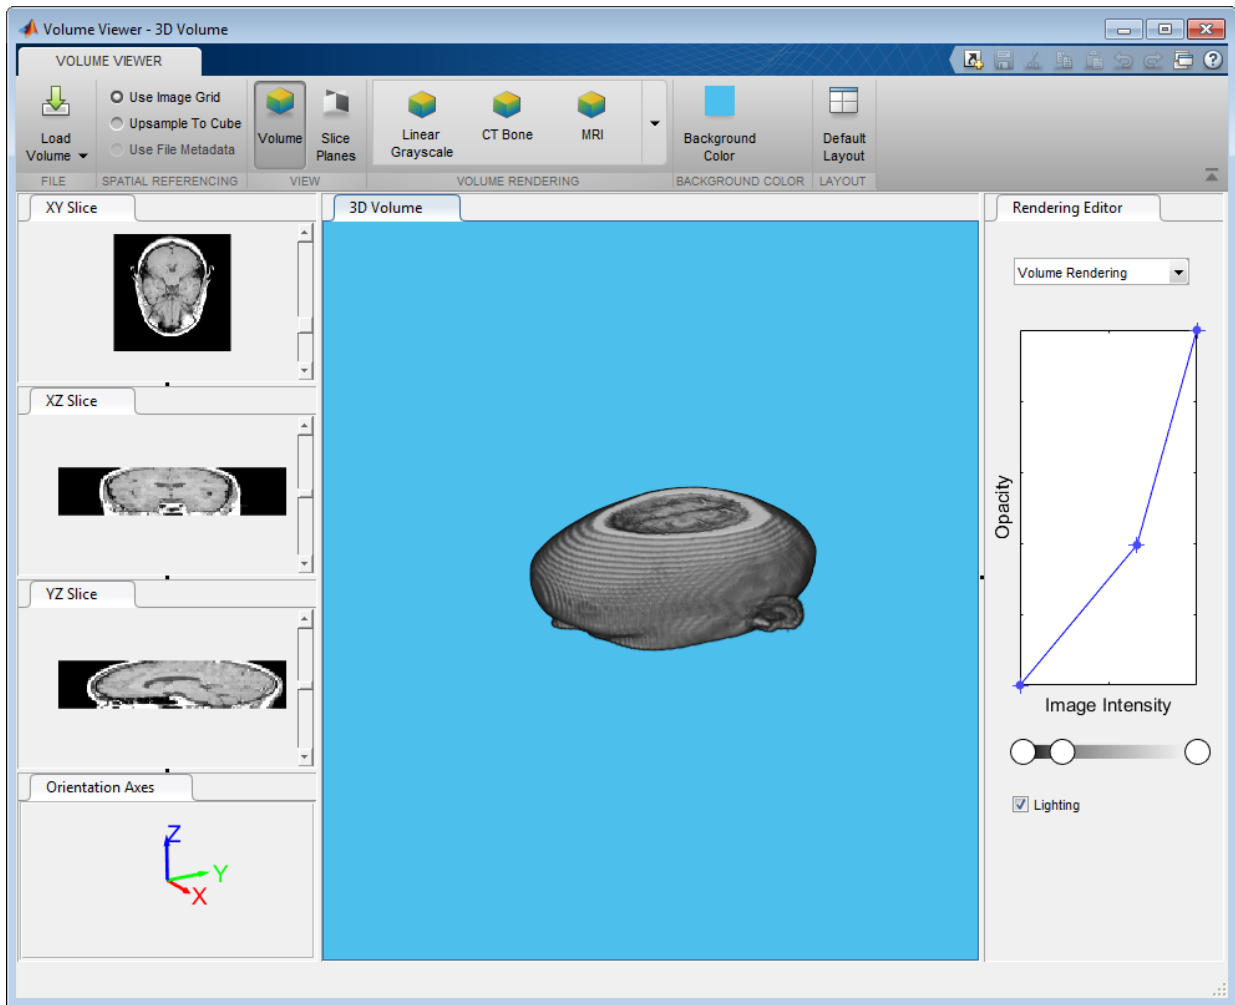 Volume Viewer - 3D Volume
VOLUME VIEWER
?
Load
Volume
Use Image Grid
Upsample To Cube
Use File Metadata
Volume
Slice
Planes
Linear
Grayscale
CT Bone
MRI
Background
Color
Default
Layout
FILE
SPATIAL REFERENCING
VIEW
VOLUME RENDERING
BACKGROUND COLOR
LAYOUT
XY Slice
XZ Slice
YZ Slice
Orientation Axes
Z
Y
X
3D Volume
Rendering Editor
Volume Rendering
Opacity
Image Intensity
Lighting